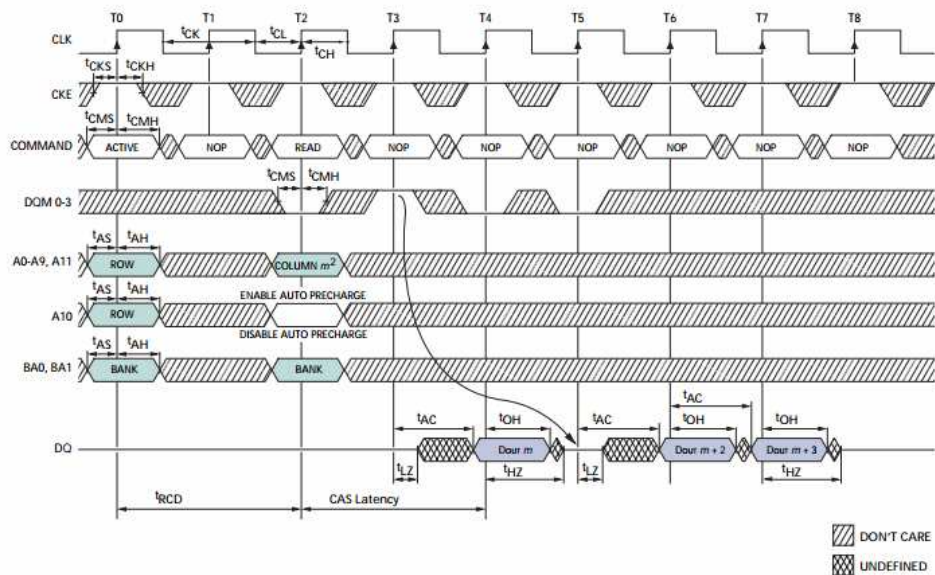 T0 T1 T2 T3 T4 T5 T6 T7 T8
CLK
tCK tCL
tCH
tCKS tCKH
CKE
tCMS tCMH
COMMAND ACTIVE NOP READ NOP NOP NOP NOP NOP NOP
tCMS tCMH
DQM 0-3
tAS tAH
A0-A9, A11 ROW COLUMN m2
tAS tAH ENABLE AUTO PRECHARGE
A10 ROW
tAS tAH DISABLE AUTO PRECHARGE
BA0, BA1 BANK BANK
tAC
tAC tOH tAC tOH tOH
DQ DOUT m DOUT m + 2 DOUT m + 3
tLZ tHZ tLZ tHZ
tRCD CAS Latency
DON'T CARE
UNDEFINED